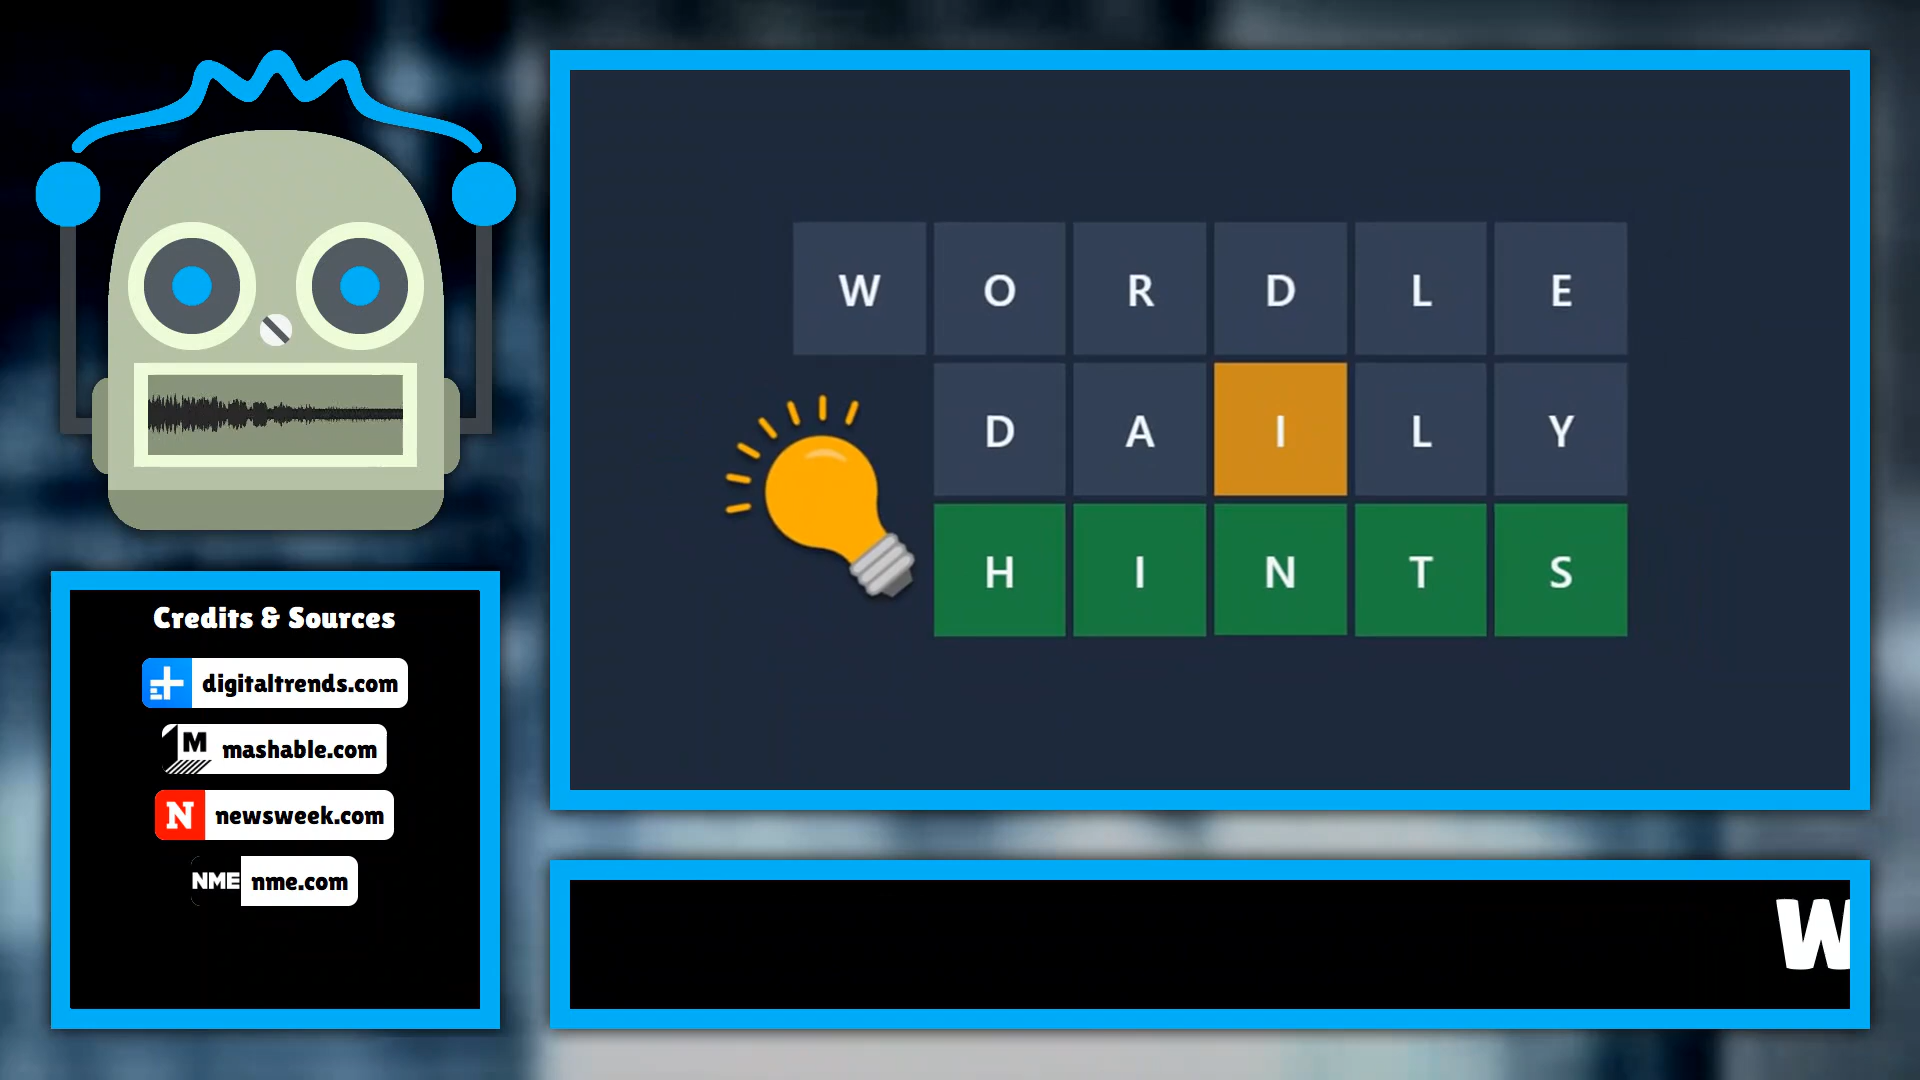 WORDLE
DAILY
HINTS
Credits & Sources
digitaltrends.com
M mashable.com
N newsweek.com
NME nme.com
W